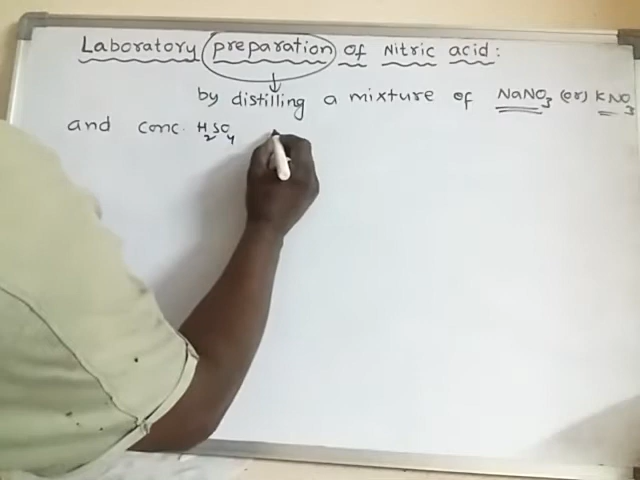 Laboratory preparation of Nitric acid:
by distilling a mixture of NaNO3 (or) KNO3
and conc. H2SO4